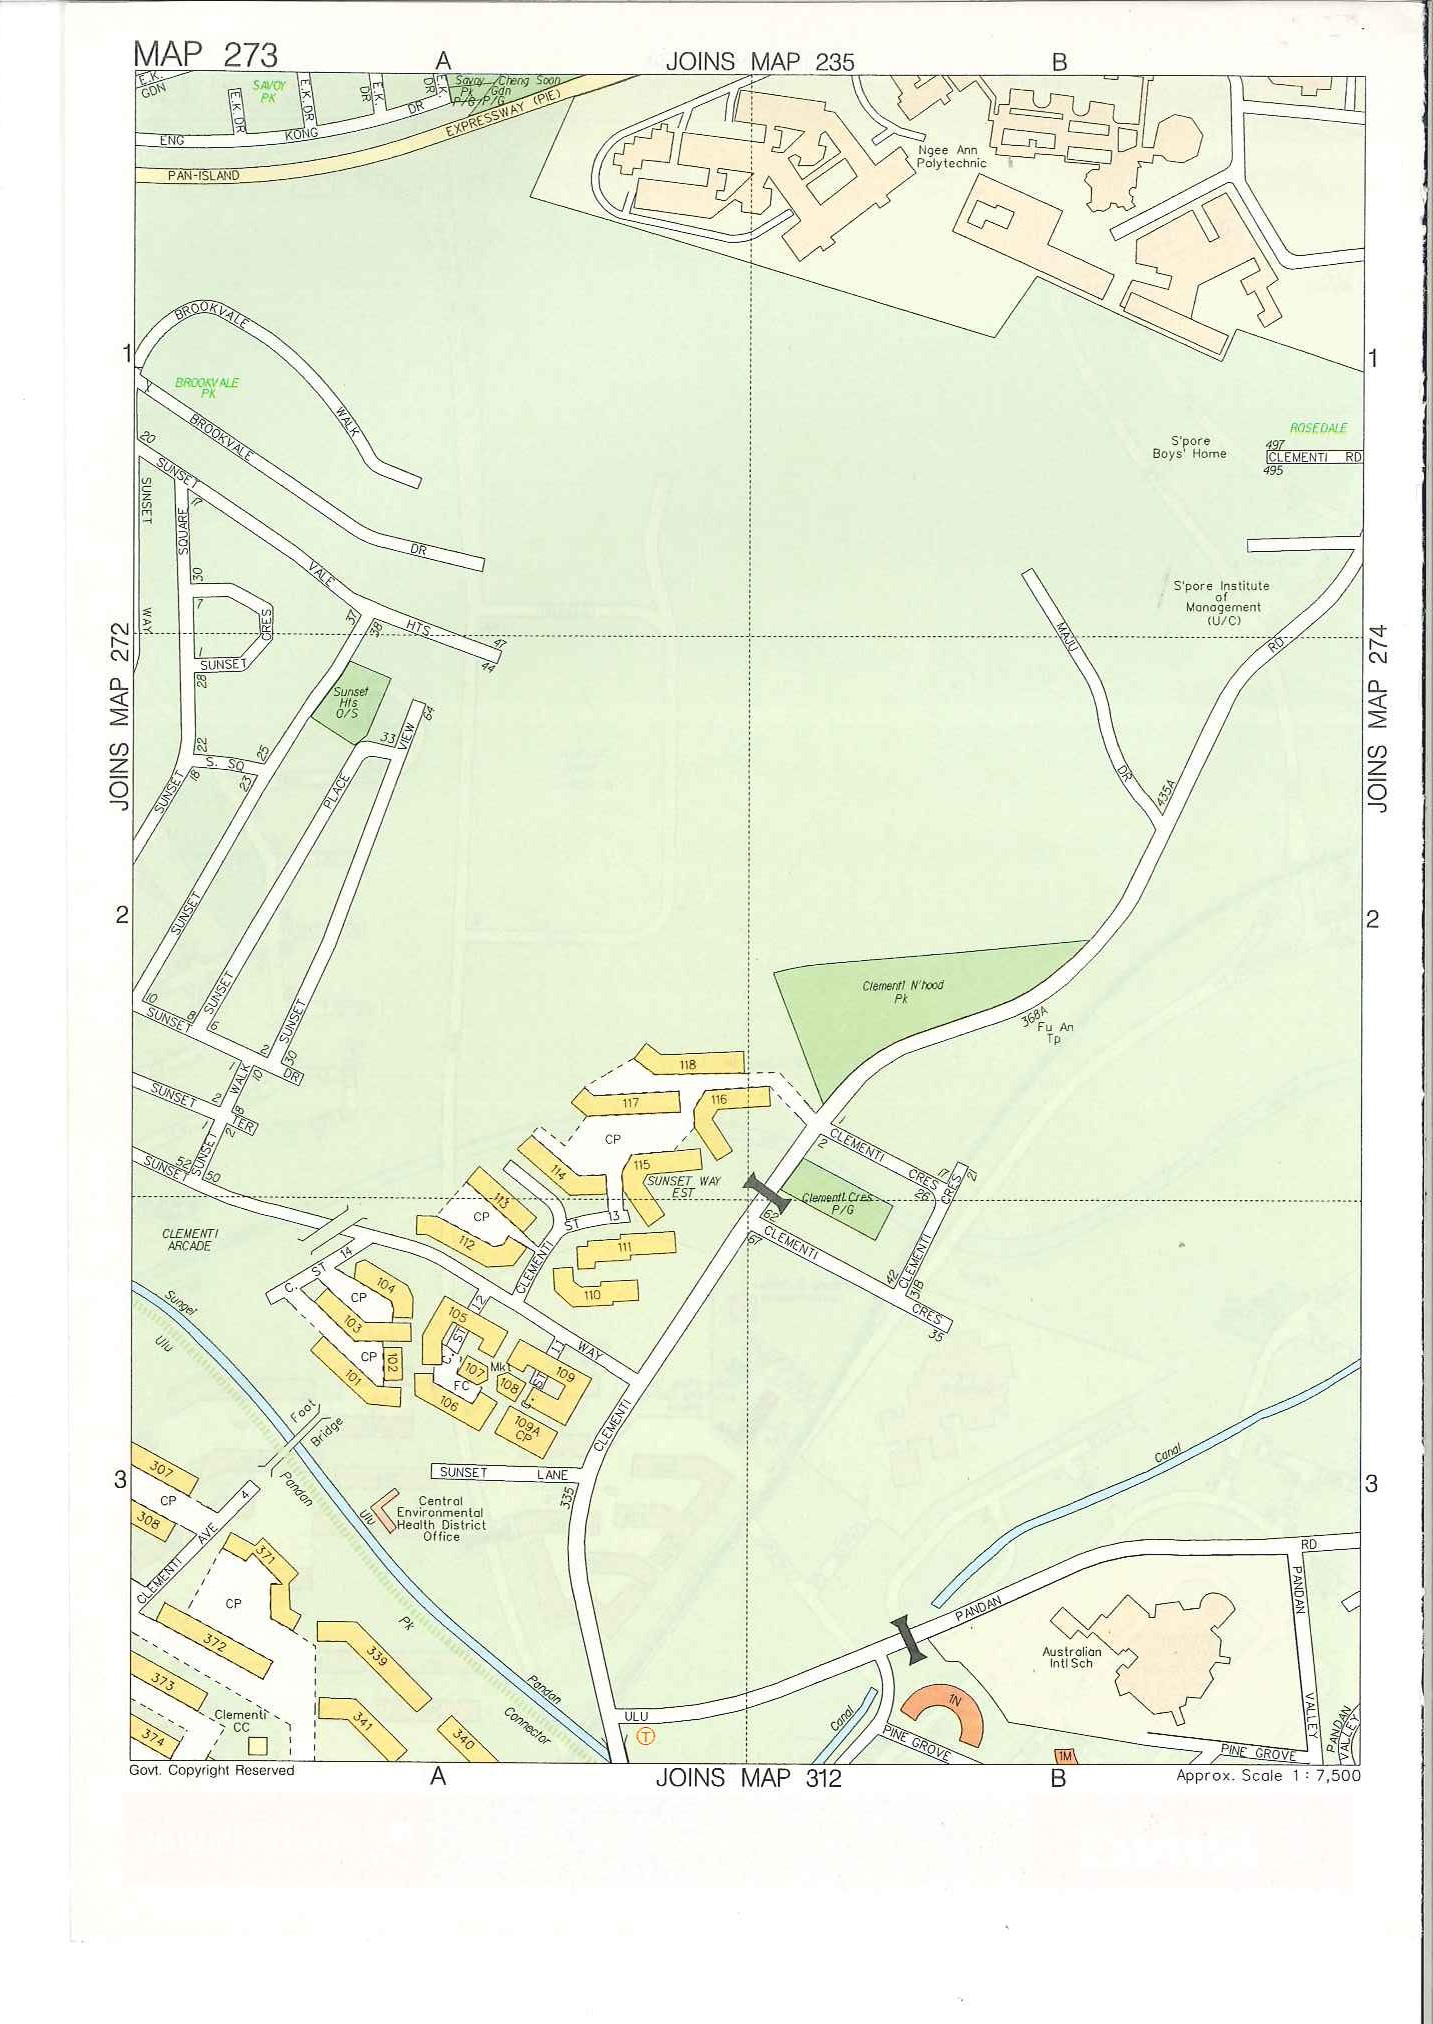 MAP 273
A
JOINS MAP 235
B
E.K.
GDN
SAVOY
PK
E.K. DR
E.K. DR
E.K.
DR
E.K.
DR
Savoy
Pk
P/G
Cheng Soon
Gdn
P/G
ENG KONG DR
PAN-ISLAND EXPRESSWAY (PIE)
Ngee Ann
Polytechnic
BROOKVALE WALK
1
1
BROOKVALE
PK
BROOKVALE DR
ROSEDALE
S'pore
Boys' Home
497
CLEMENTI RD
495
20
SUNSET VALE HTS
17
SUNSET WAY
SQUARE
30
7
CRES
1
SUNSET
28
37
38
47
44
S'pore Institute
of
Management
(U/C)
MAJU DR
RD
JOINS MAP 272
JOINS MAP 274
Sunset
Hts
O/S
64
33
VIEW
22
S. SQ
25
18
23
SUNSET
PLACE
435A
2
2
SUNSET
SUNSET
SUNSET
10
SUNSET
8
6
2
30
DR
Clementi N'hood
Pk
368A
Fu An
Tp
1
10
WALK
SUNSET
2
8
TER
1
2
SUNSET
52
50
SUNSET
118
117
116
CP
114
115
SUNSET WAY
EST
113
CP
112
ST 13
111
110
CLEMENTI
1
2
CLEMENTI CRES
17
21
26
CRES
Clementi Cres
P/G
62
67
CLEMENTI
CLEMENTI
42
31B
CRES
35
CLEMENTI
ARCADE
C. ST 14
104
CP
103
CP
102
101
12
105
C. ST
11
WAY
Mkt
107
108
FC
106
109
C. ST
109A
CP
CLEMENTI
Sungei
Ulu
Foot
Bridge
Pandan
Ulu
SUNSET LANE
335
Central
Environmental
Health District
Office
Canal
3
3
307
CP
308
4
CLEMENTI AVE
371
CP
372
373
374
339
341
340
Clementi
CC
Pk
Pandan
Connector
RD
PANDAN
PANDAN
VALLEY
Australian
Intl Sch
ULU
T
Canal
1N
PINE GROVE
1M
PINE GROVE
PANDAN
VALLEY
Govt. Copyright Reserved
A
JOINS MAP 312
B
Approx. Scale 1 : 7,500